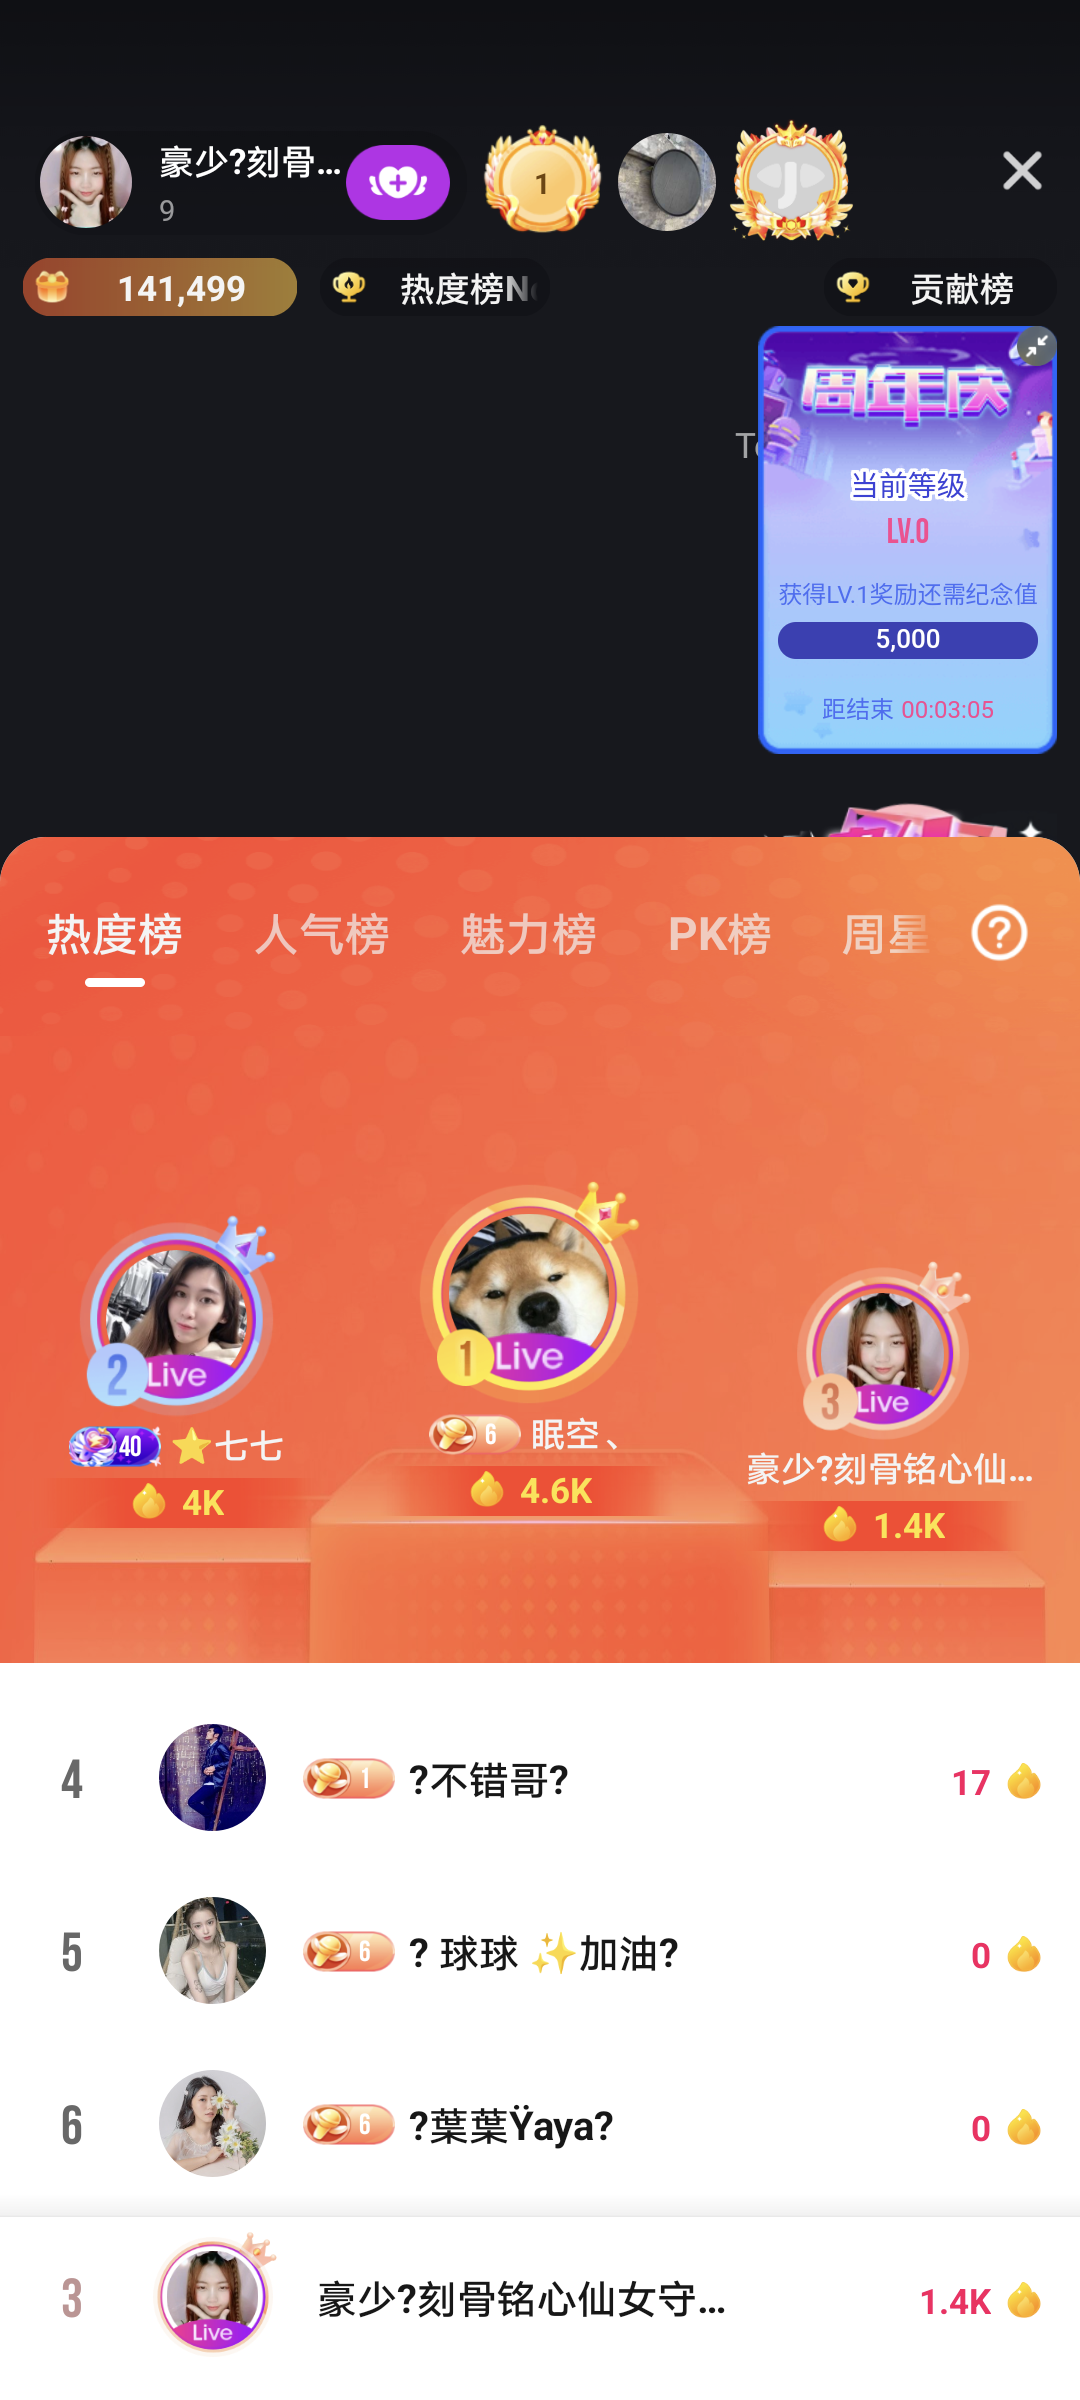 豪少?刻骨...
9
1
J
141,499
热度榜N
贡献榜
周年庆
当前等级
LV.0
获得LV.1奖励还需纪念值
5,000
距结束 00:03:05
热度榜 人气榜 魅力榜 PK榜 周星
?
1 Live
6 眠空、
4.6K
2 Live
40 ⭐七七
4K
3 Live
豪少?刻骨铭心仙...
1.4K
4 1 ?不错哥? 17
5 6 ? 球球 ✨加油? 0
6 6 ?葉葉Ÿaya? 0
3 Live 豪少?刻骨铭心仙女守... 1.4K